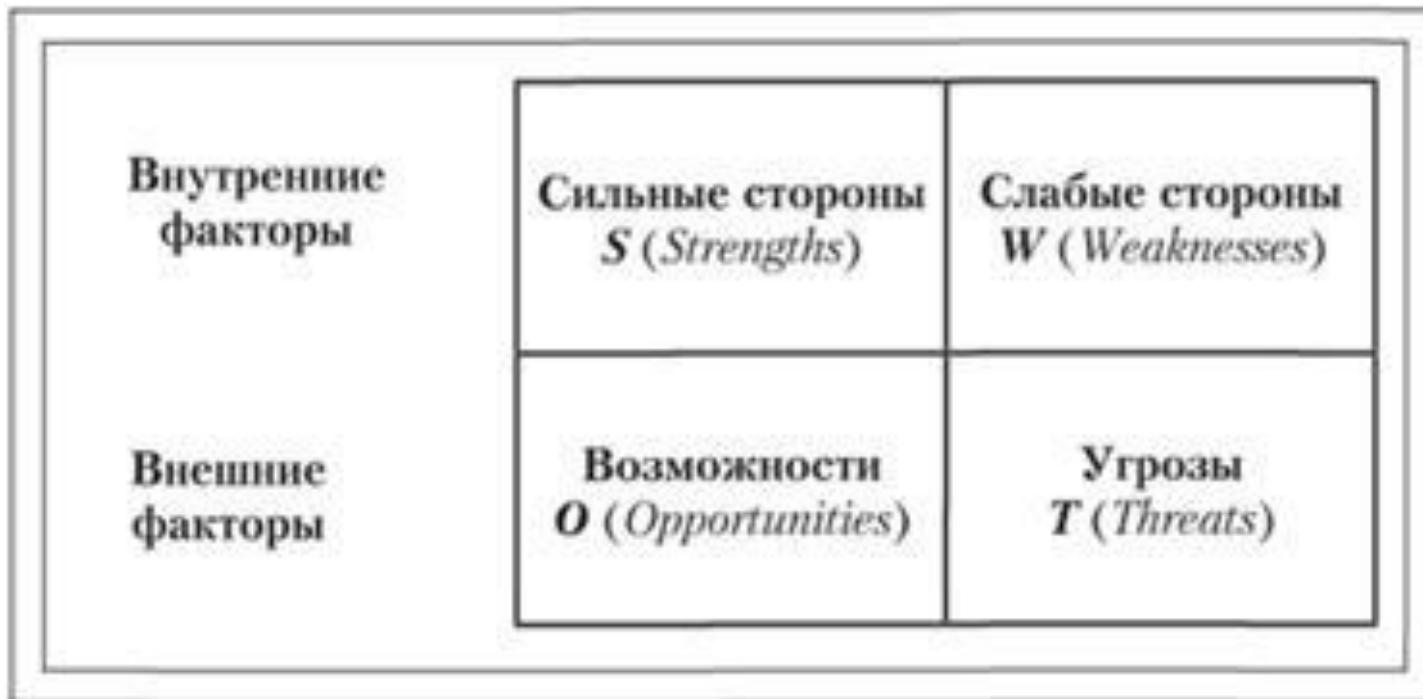 Внутренние
факторы
Сильные стороны
S (Strengths)
Слабые стороны
W (Weaknesses)
Внешние
факторы
Возможности
O (Opportunities)
Угрозы
T (Threats)